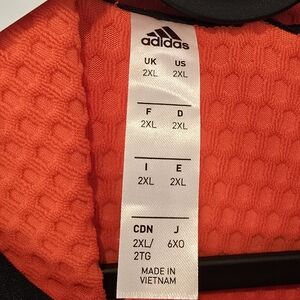 adidas
UK US
2XL 2XL
F D
2XL 2XL
I E
2XL 2XL
CDN J
2XL/ 6XO
2TG
MADE IN
VIETNAM